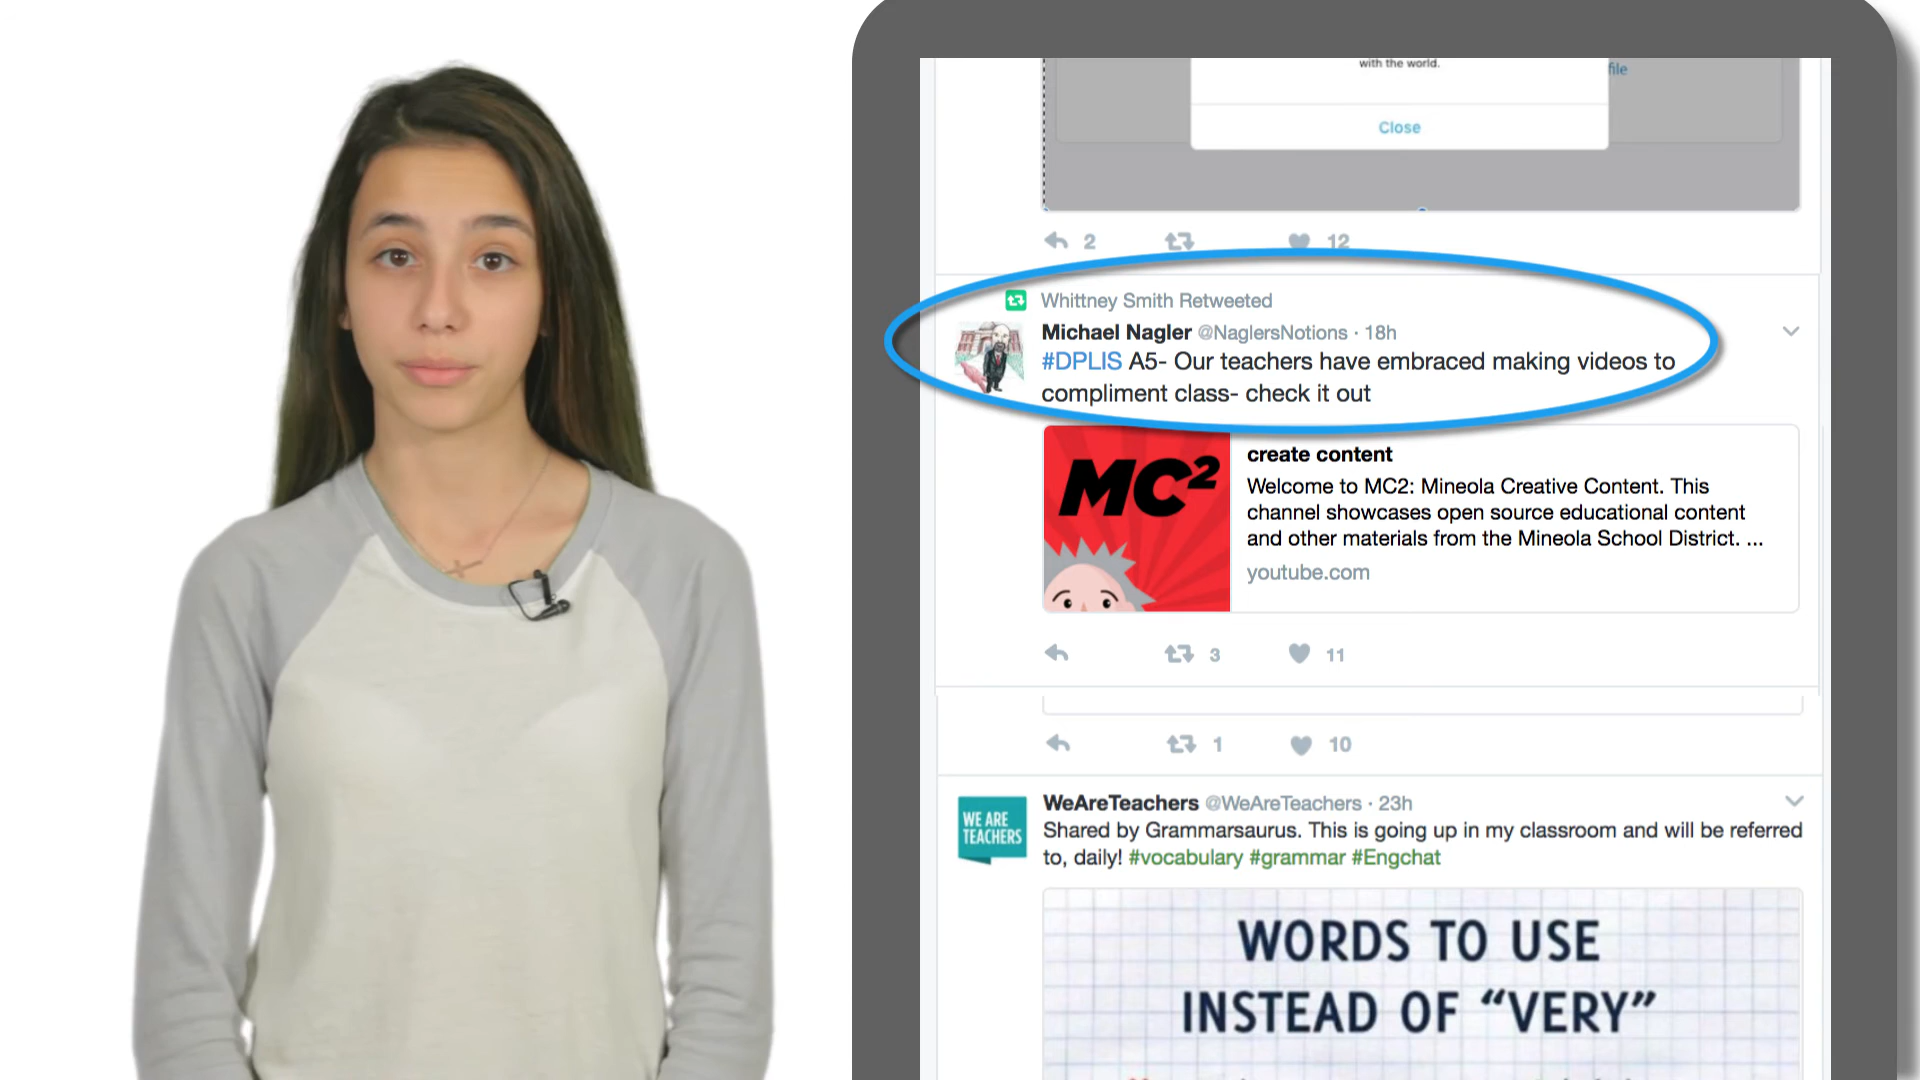 with the world.
file
Close
2
12
Whittney Smith Retweeted
Michael Nagler @NaglersNotions · 18h
#DPLIS A5- Our teachers have embraced making videos to
compliment class- check it out
MC²
create content
Welcome to MC2: Mineola Creative Content. This
channel showcases open source educational content
and other materials from the Mineola School District. ...
youtube.com
3
11
1
10
WE ARE
TEACHERS
WeAreTeachers @WeAreTeachers · 23h
Shared by Grammarsaurus. This is going up in my classroom and will be referred
to, daily! #vocabulary #grammar #Engchat
WORDS TO USE
INSTEAD OF “VERY”